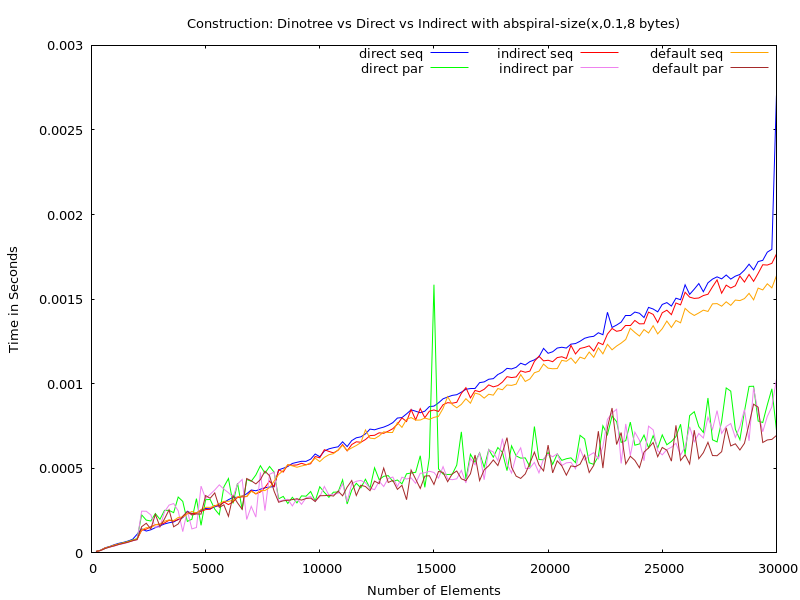 Construction: Dinotree vs Direct vs Indirect with abspiral-size(x,0.1,8 bytes)
direct seq indirect seq default seq
direct par indirect par default par
0.003
0.0025
0.002
0.0015
0.001
0.0005
0
Time in Seconds
0 5000 10000 15000 20000 25000 30000
Number of Elements